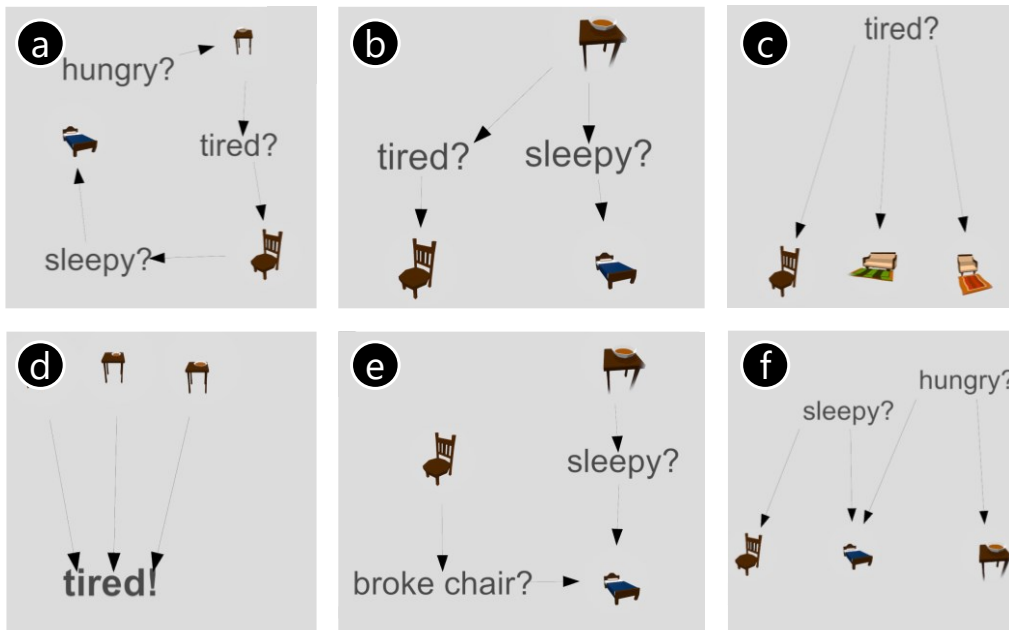 a
hungry?
tired?
sleepy?
b
tired?
sleepy?
c
tired?
d
tired!
e
sleepy?
broke chair?
f
hungry?
sleepy?